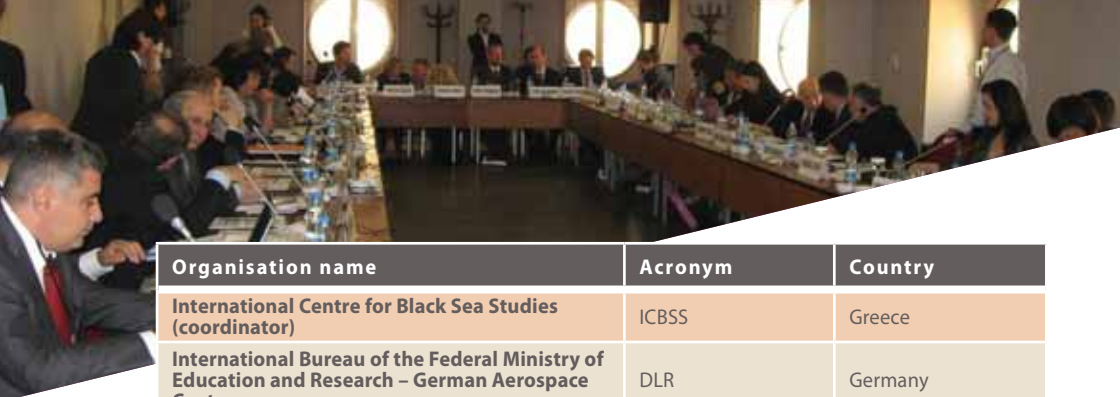 Organisation name Acronym Country
International Centre for Black Sea Studies
(coordinator) ICBSS Greece
International Bureau of the Federal Ministry of
Education and Research – German Aerospace
DLR Germany